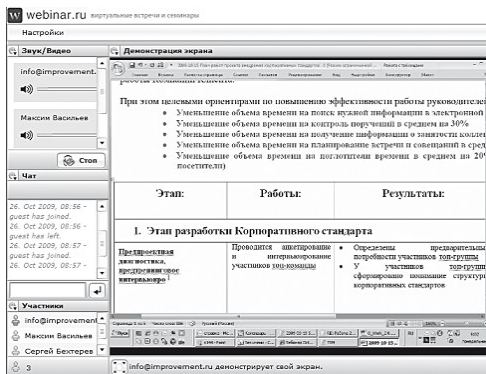 webinar.ru виртуальные встречи и семинары
Настройки
Звук/Видео
info@improvement.
Максим Васильев
Стоп
Чат
26. Oct 2009, 08:56 -
guest has joined.
26. Oct 2009, 08:56 -
guest has left.
26. Oct 2009, 08:57 -
guest has joined.
26. Oct 2009, 08:57 -
Участники
info@improvement
Максим Васильев
Сергей Бехтерев
3
Демонстрация экрана
При этом целевыми ориентирами по повышению эффективности работы руководителе
Уменьшение объема времени на поиск нужной информации в электронной
Уменьшение объема времени на контроль поручений в среднем на 30%
Уменьшение объема времени на получение информации о занятости коллег
Уменьшение объема времени на планирование встречи и совещаний в сред
Уменьшение объема времени на поглотители времени в среднем на 20%
посетители)
Этап: Работы: Результаты:
1. Этап разработки Корпоративного стандарта
Предпроектная
диагностика,
предтренинговое
интервьюиро
Проводится анкетирование
и интервьюирование
участников топ-команды
Определены предварительны
потребности участников топ-группы
У участников топ-групп
сформировано понимание структуры
корпоративных стандартов
info@improvement.ru демонстрирует свой экран.